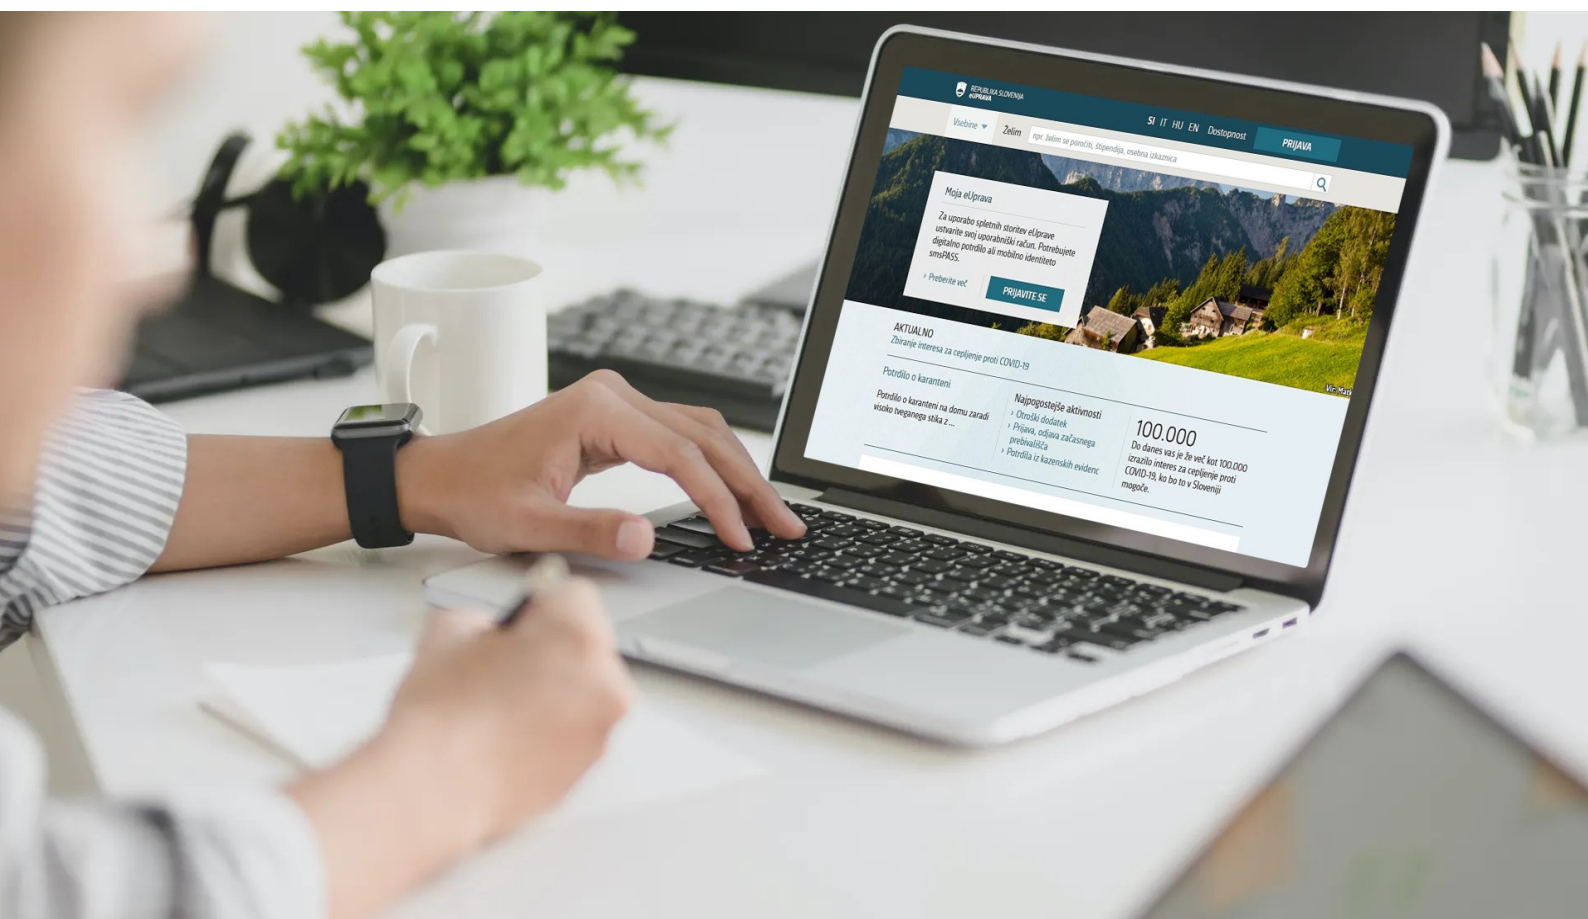 REPUBLIKA SLOVENIJA
eUPRAVA
SI IT HU EN Dostopnost PRIJAVA
Vsebine Želim npr. želim se poročiti, štipendija, osebna izkaznica
Moja eUprava
Za uporabo spletnih storitev eUprave
ustvarite svoj uporabniški račun. Potrebujete
digitalno potrdilo ali mobilno identiteto
smsPASS.
› Preberite več PRIJAVITE SE
Vir: Matk
AKTUALNO
Zbiranje interesa za cepljenje proti COVID-19
Potrdilo o karanteni
Potrdilo o karanteni na domu zaradi
visoko tveganega stika z ...
Najpogostejše aktivnosti
› Otroški dodatek
› Prijava, odjava začasnega
prebivališča
› Potrdila iz kazenskih evidenc
100.000
Do danes vas je že več kot 100.000
izrazilo interes za cepljenje proti
COVID-19, ko bo to v Sloveniji
mogoče.